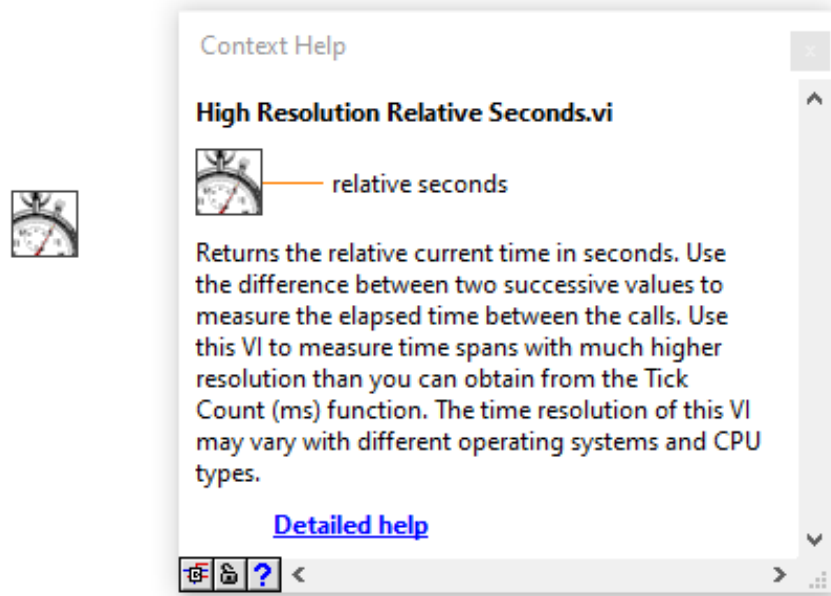 Context Help
High Resolution Relative Seconds.vi
relative seconds
Returns the relative current time in seconds. Use
the difference between two successive values to
measure the elapsed time between the calls. Use
this VI to measure time spans with much higher
resolution than you can obtain from the Tick
Count (ms) function. The time resolution of this VI
may vary with different operating systems and CPU
types.
Detailed help
?